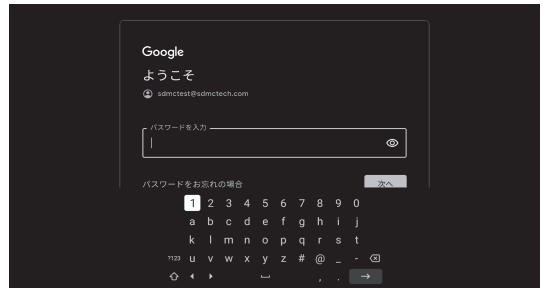 Google
ようこそ
sdmctest@sdmctech.com
パスワードを入力
パスワードをお忘れの場合 次へ
1 2 3 4 5 6 7 8 9 0
a b c d e f g h i j
k l m n o p q r s t
?123 u v w x y z # @ _ -
, .